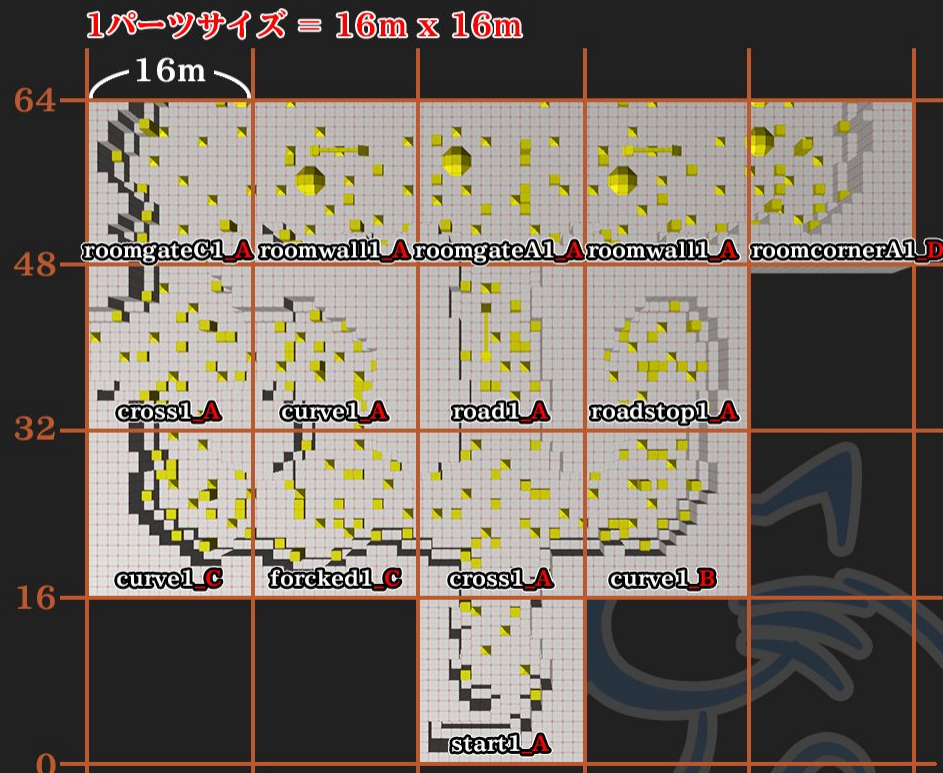 1パーツサイズ = 16m x 16m
16m
64
roomgateC1_A roomwall1_A roomgateA1_A roomwall1_A roomcornerA1_D
48
cross1_A curve1_A road1_A roadstop1_A
32
curve1_C forcked1_C cross1_A curve1_B
16
start1_A
0